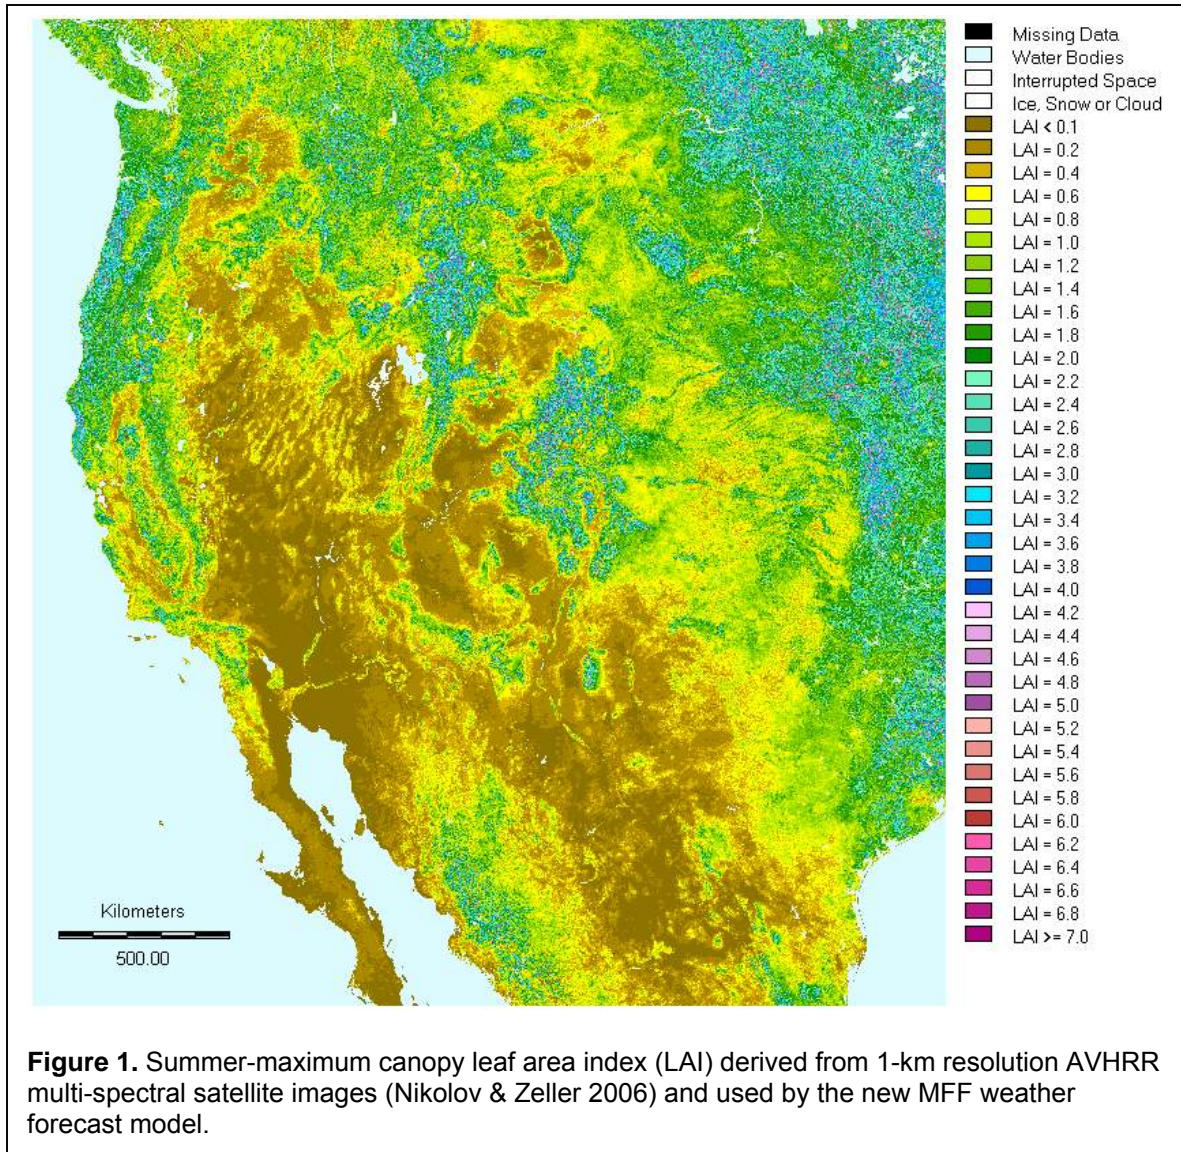 Missing Data
Water Bodies
Interrupted Space
Ice, Snow or Cloud
LAI < 0.1
LAI = 0.2
LAI = 0.4
LAI = 0.6
LAI = 0.8
LAI = 1.0
LAI = 1.2
LAI = 1.4
LAI = 1.6
LAI = 1.8
LAI = 2.0
LAI = 2.2
LAI = 2.4
LAI = 2.6
LAI = 2.8
LAI = 3.0
LAI = 3.2
LAI = 3.4
LAI = 3.6
LAI = 3.8
LAI = 4.0
LAI = 4.2
LAI = 4.4
LAI = 4.6
LAI = 4.8
LAI = 5.0
LAI = 5.2
LAI = 5.4
LAI = 5.6
LAI = 5.8
LAI = 6.0
LAI = 6.2
LAI = 6.4
LAI = 6.6
LAI = 6.8
LAI >= 7.0
Kilometers
500.00
Figure 1. Summer-maximum canopy leaf area index (LAI) derived from 1-km resolution AVHRR
multi-spectral satellite images (Nikolov & Zeller 2006) and used by the new MFF weather
forecast model.